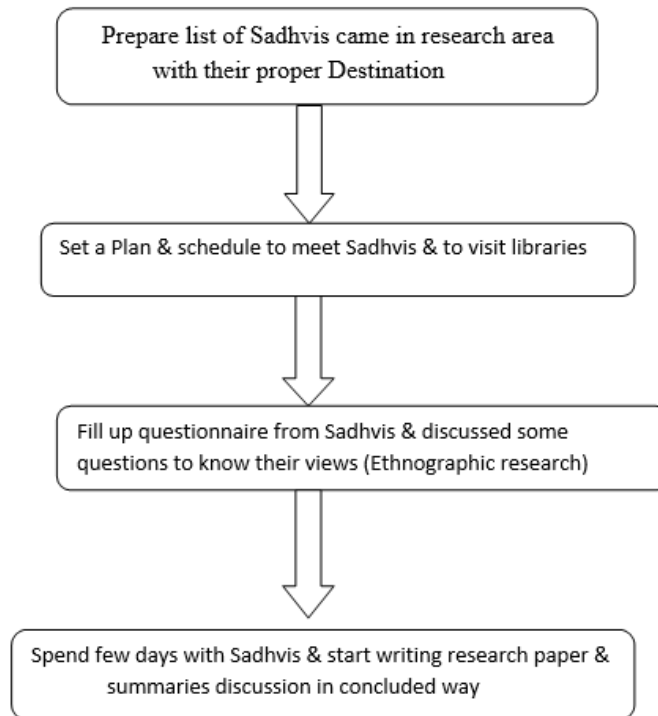 Prepare list of Sadhvis came in research area
with their proper Destination
Set a Plan & schedule to meet Sadhvis & to visit libraries
Fill up questionnaire from Sadhvis & discussed some
questions to know their views (Ethnographic research)
Spend few days with Sadhvis & start writing research paper &
summaries discussion in concluded way